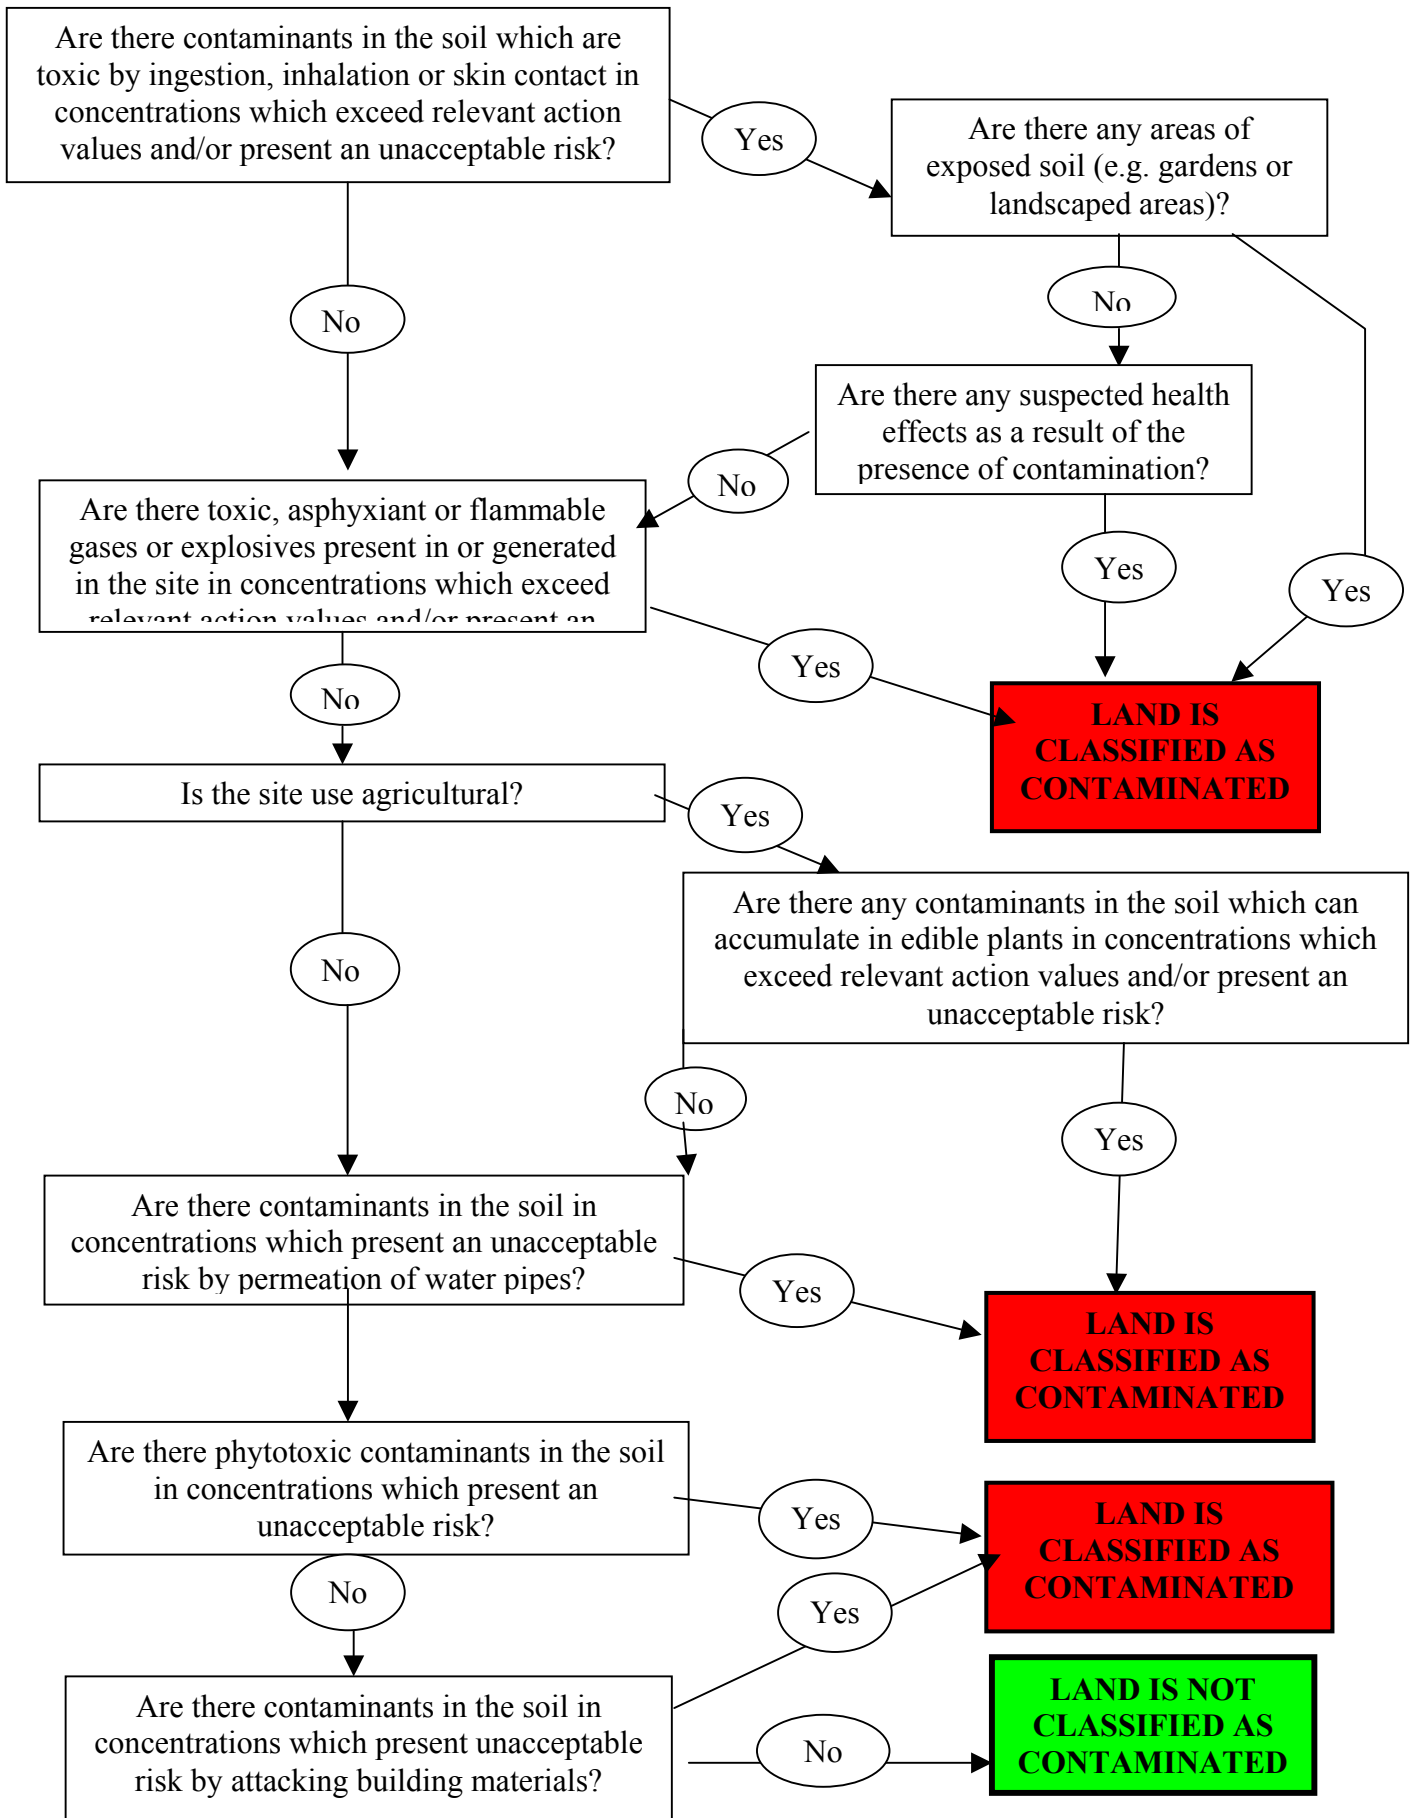 Are there contaminants in the soil which are
toxic by ingestion, inhalation or skin contact in
concentrations which exceed relevant action
values and/or present an unacceptable risk?
Yes
Are there any areas of
exposed soil (e.g. gardens or
landscaped areas)?
No
No
Are there any suspected health
effects as a result of the
presence of contamination?
No
Yes
Yes
Are there toxic, asphyxiant or flammable
gases or explosives present in or generated
in the site in concentrations which exceed
relevant action values and/or present an
Yes
No
LAND IS
CLASSIFIED AS
CONTAMINATED
Is the site use agricultural?
Yes
No
Are there any contaminants in the soil which can
accumulate in edible plants in concentrations which
exceed relevant action values and/or present an
unacceptable risk?
No
Yes
Are there contaminants in the soil in
concentrations which present an unacceptable
risk by permeation of water pipes?
Yes
LAND IS
CLASSIFIED AS
CONTAMINATED
Are there phytotoxic contaminants in the soil
in concentrations which present an
unacceptable risk?
Yes
LAND IS
CLASSIFIED AS
CONTAMINATED
No
Yes
Are there contaminants in the soil in
concentrations which present unacceptable
risk by attacking building materials?
No
LAND IS NOT
CLASSIFIED AS
CONTAMINATED